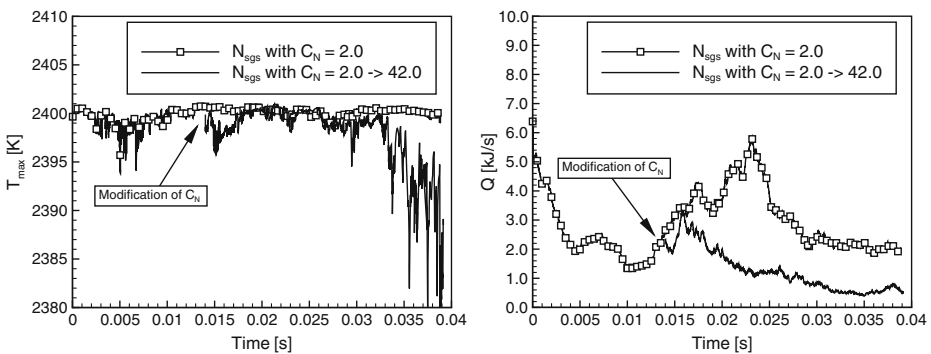 2410
2405
2400
2395
2390
2385
2380
T_max [K]
N_sgs with C_N = 2.0
N_sgs with C_N = 2.0 -> 42.0
Modification of C_N
0 0.005 0.01 0.015 0.02 0.025 0.03 0.035 0.04
Time [s]
10.0
9.0
8.0
7.0
6.0
5.0
4.0
3.0
2.0
1.0
0.0
Q [kJ/s]
N_sgs with C_N = 2.0
N_sgs with C_N = 2.0 -> 42.0
Modification of C_N
0 0.005 0.01 0.015 0.02 0.025 0.03 0.035 0.04
Time [s]